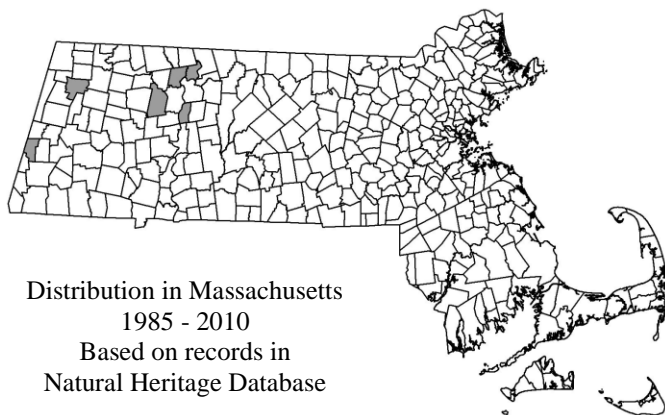 Distribution in Massachusetts
1985 - 2010
Based on records in
Natural Heritage Database